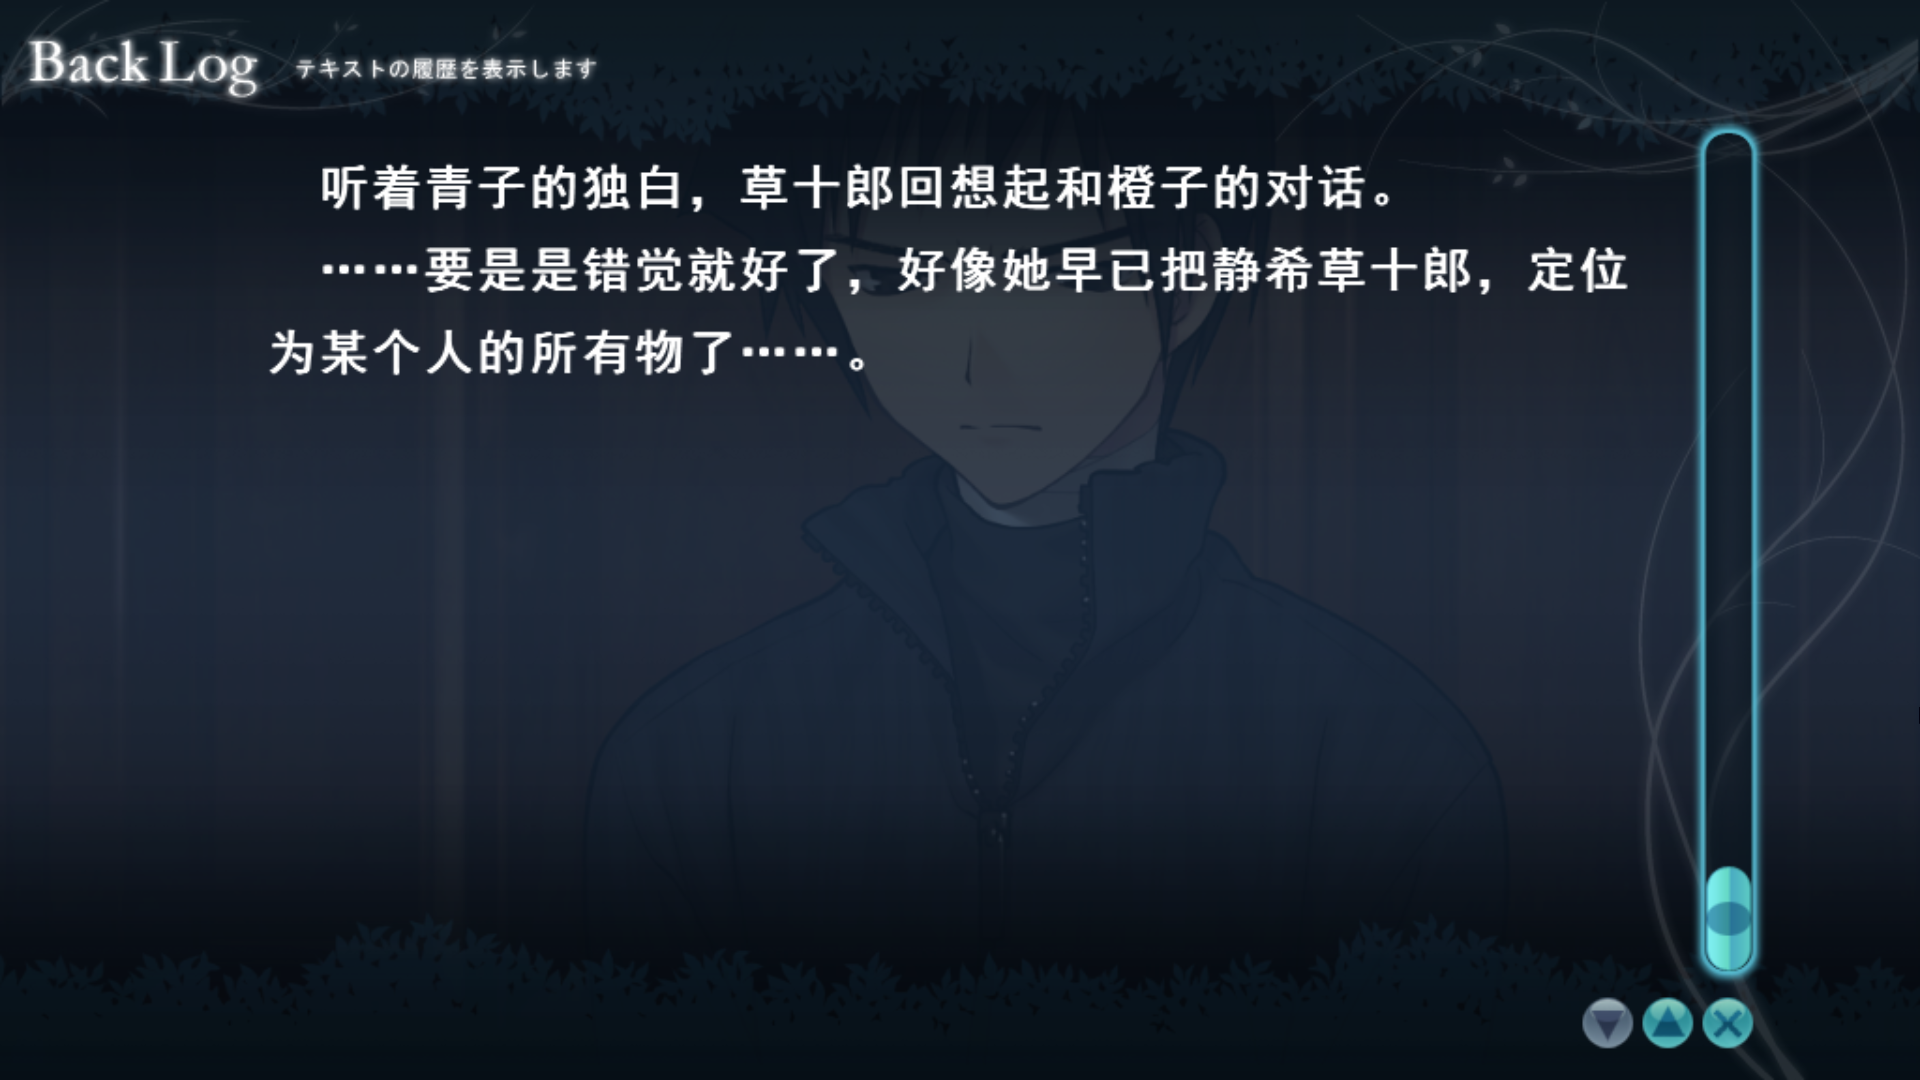 Back Log テキストの履歴を表示します
听着青子的独白，草十郎回想起和橙子的对话。
……要是是错觉就好了，好像她早已把静希草十郎，定位
为某个人的所有物了……。